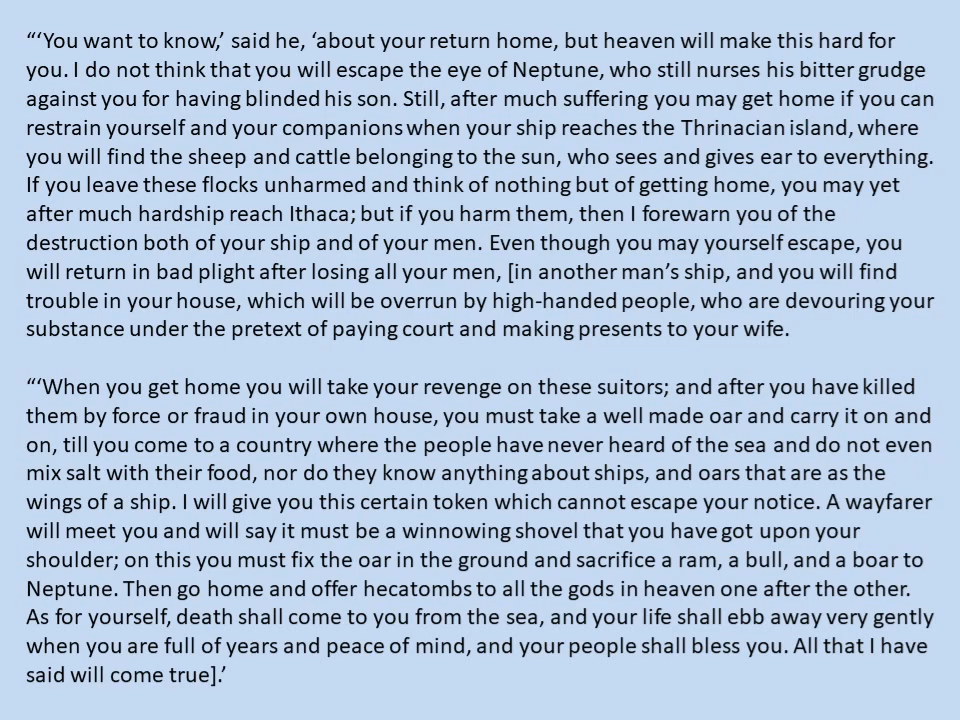 “‘You want to know,’ said he, ‘about your return home, but heaven will make this hard for
you. I do not think that you will escape the eye of Neptune, who still nurses his bitter grudge
against you for having blinded his son. Still, after much suffering you may get home if you can
restrain yourself and your companions when your ship reaches the Thrinacian island, where
you will find the sheep and cattle belonging to the sun, who sees and gives ear to everything.
If you leave these flocks unharmed and think of nothing but of getting home, you may yet
after much hardship reach Ithaca; but if you harm them, then I forewarn you of the
destruction both of your ship and of your men. Even though you may yourself escape, you
will return in bad plight after losing all your men, [in another man’s ship, and you will find
trouble in your house, which will be overrun by high-handed people, who are devouring your
substance under the pretext of paying court and making presents to your wife.

“‘When you get home you will take your revenge on these suitors; and after you have killed
them by force or fraud in your own house, you must take a well made oar and carry it on and
on, till you come to a country where the people have never heard of the sea and do not even
mix salt with their food, nor do they know anything about ships, and oars that are as the
wings of a ship. I will give you this certain token which cannot escape your notice. A wayfarer
will meet you and will say it must be a winnowing shovel that you have got upon your
shoulder; on this you must fix the oar in the ground and sacrifice a ram, a bull, and a boar to
Neptune. Then go home and offer hecatombs to all the gods in heaven one after the other.
As for yourself, death shall come to you from the sea, and your life shall ebb away very gently
when you are full of years and peace of mind, and your people shall bless you. All that I have
said will come true].’